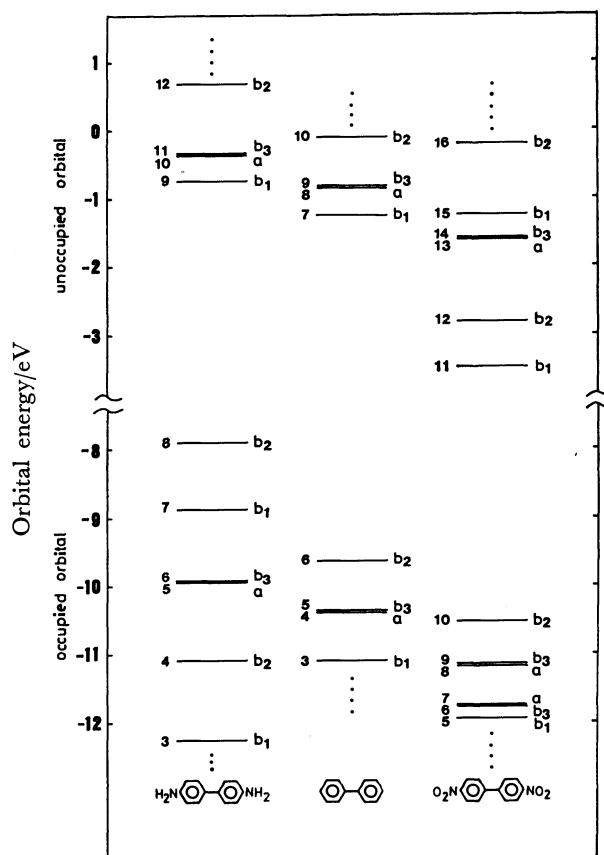 Orbital energy/eV
unoccupied orbital
occupied orbital
1
0
-1
-2
-3
-8
-9
-10
-11
-12
12 b2
11 b3
10 a
9 b1
8 b2
7 b1
6 b3
5 a
4 b2
3 b1
H2N NH2
10 b2
9 b3
8 a
7 b1
6 b2
5 b3
4 a
3 b1
16 b2
15 b1
14 b3
13 a
12 b2
11 b1
10 b2
9 b3
8 a
7 a
6 b3
5 b1
O2N NO2